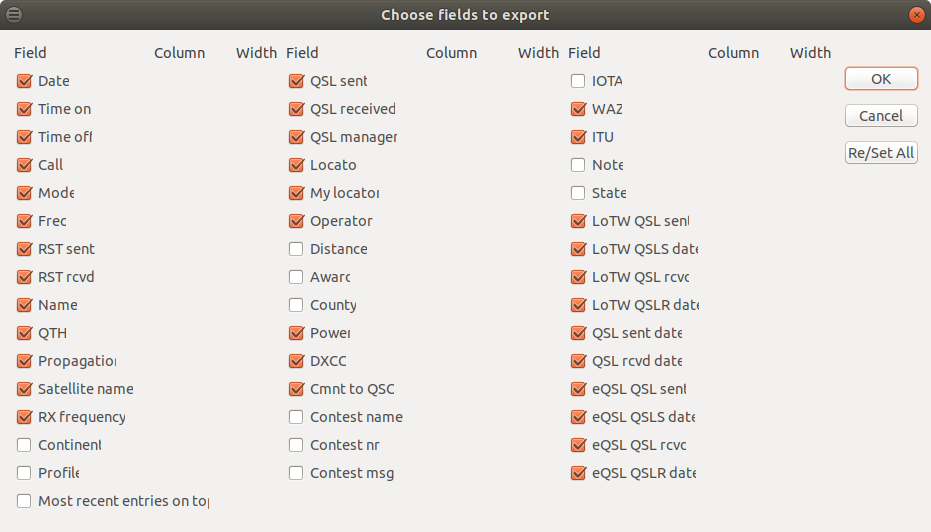 Choose fields to export
Field Column Width
Date
Time on
Time off
Call
Mode
Frec
RST sent
RST rcvd
Name
QTH
Propagation
Satellite name
RX frequency
Continent
Profile
Most recent entries on top
Field Column Width
QSL sent
QSL received
QSL manager
Locato
My locator
Operator
Distance
Awarc
County
Power
DXCC
Cmnt to QSO
Contest name
Contest nr
Contest msg
Field Column Width
IOTA
WAZ
ITU
Note
State
LoTW QSL sent
LoTW QSLS date
LoTW QSL rcvd
LoTW QSLR date
QSL sent date
QSL rcvd date
eQSL QSL sent
eQSL QSLS date
eQSL QSL rcvd
eQSL QSLR date
OK
Cancel
Re/Set All